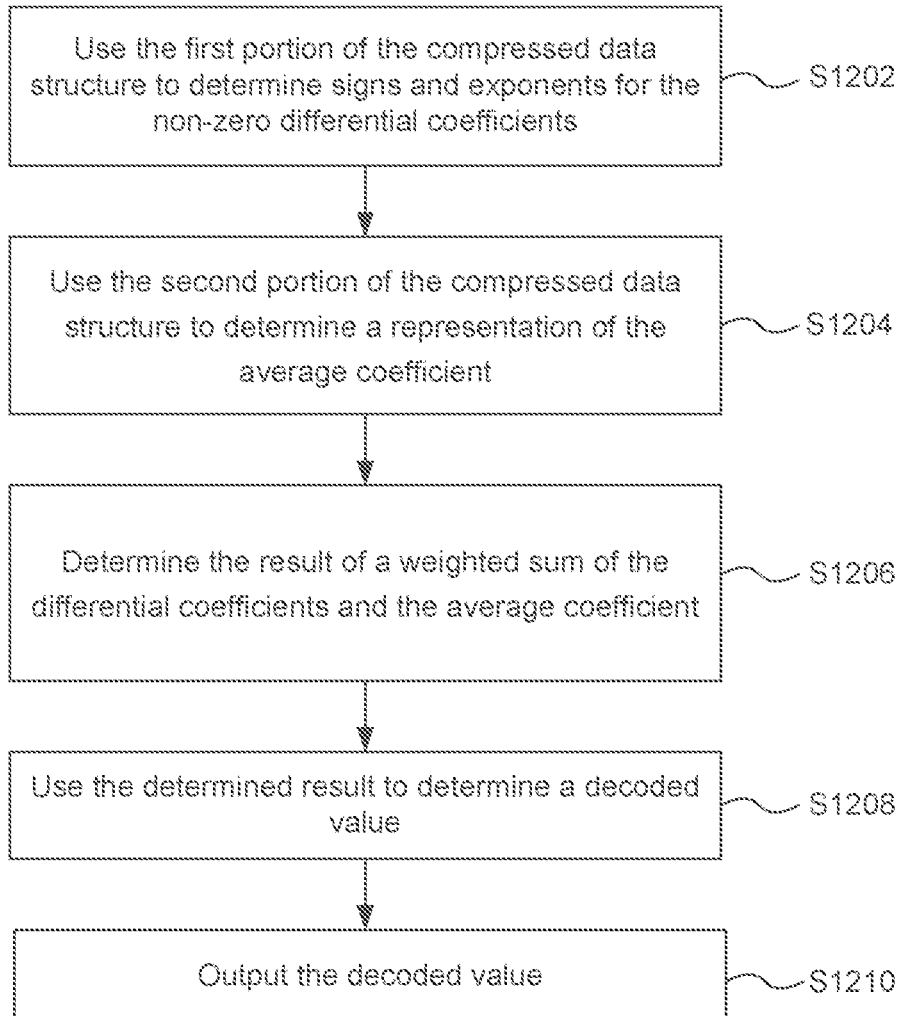 Use the first portion of the compressed data
structure to determine signs and exponents for the
non-zero differential coefficients
S1202
Use the second portion of the compressed data
structure to determine a representation of the
average coefficient
S1204
Determine the result of a weighted sum of the
differential coefficients and the average coefficient
S1206
Use the determined result to determine a decoded
value
S1208
Output the decoded value
S1210